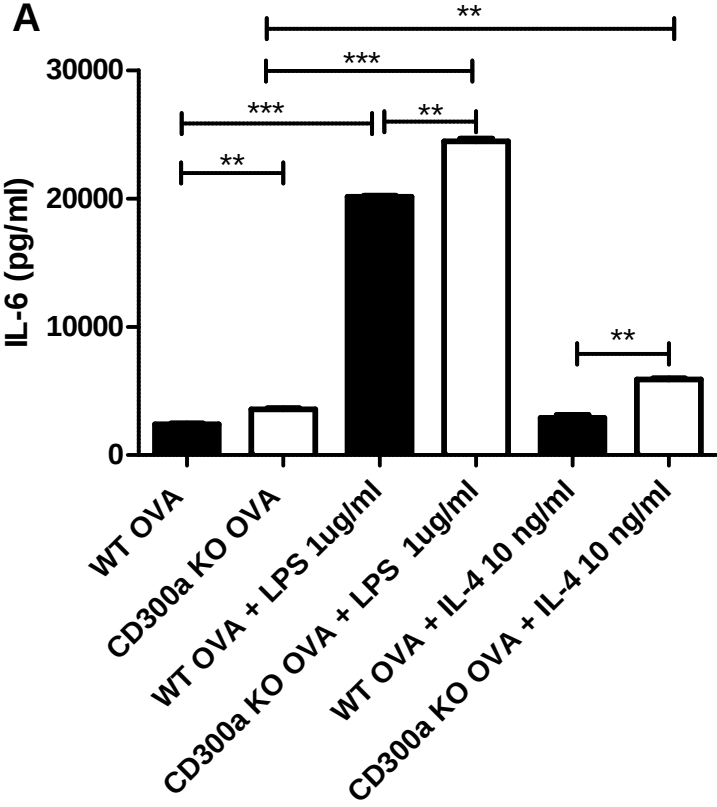 A
**
***
***
**
**
**
IL-6 (pg/ml)
30000
20000
10000
0
WT OVA
CD300a KO OVA
WT OVA + LPS 1ug/ml
CD300a KO OVA + LPS  1ug/ml
WT OVA + IL-4 10 ng/ml
CD300a KO OVA + IL-4 10 ng/ml